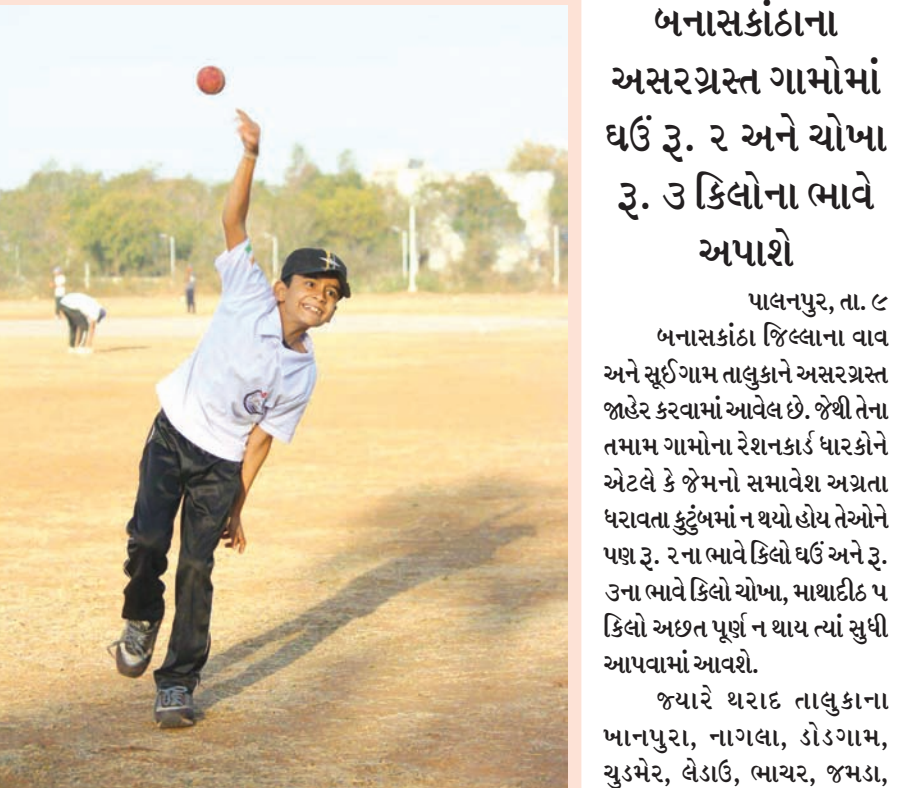 બનાસકાંઠાના
અસરગ્રસ્ત ગામોમાં
ઘઉં રૂ. ૨ અને ચોખા
રૂ. ૩ કિલોના ભાવે
અપાશે
પાલનપુર, તા. ૯
બનાસકાંઠા જિલ્લાના વાવ
અને સૂઈગામ તાલુકાને અસરગ્રસ્ત
જાહેર કરવામાં આવેલ છે. જેથી તેના
તમામ ગામોના રેશનકાર્ડ ધારકોને
એટલે કે જેમનો સમાવેશ અગ્રતા
ધરાવતા કુટુંબમાં ન થયો હોય તેઓને
પણ રૂ. ૨ના ભાવે કિલો ઘઉં અને રૂ.
૩ના ભાવે કિલો ચોખા, માથાદીઠ ૫
કિલો અછત પૂર્ણ ન થાય ત્યાં સુધી
આપવામાં આવશે.
જ્યારે થરાદ તાલુકાના
ખાનપુરા, નાગલા, ડોડગામ,
ચુડમેર, લેડાઉ, ભાચર, જમડા,